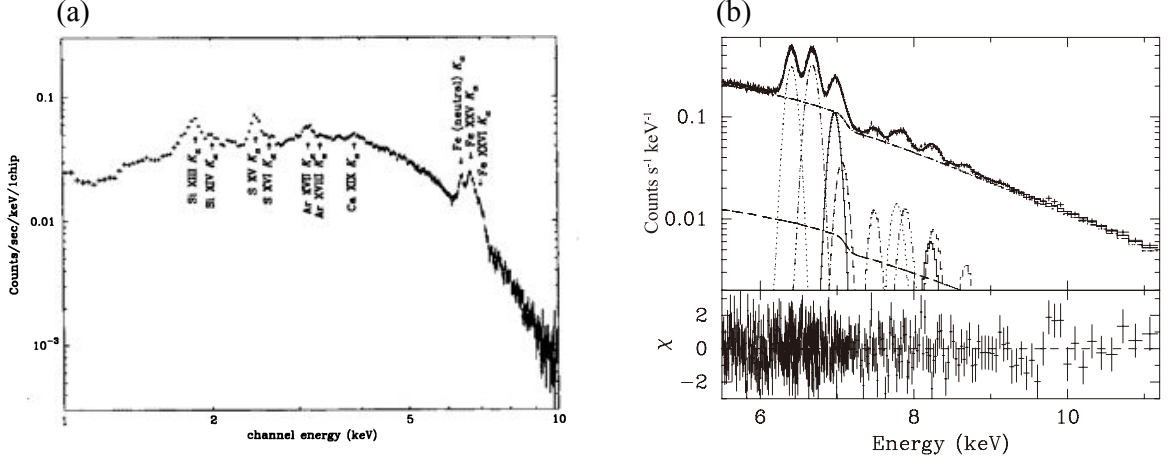 (a)
(b)
Counts/sec/keV/1chip
0.1
0.01
10⁻³
Si XIII Kα
Si XIV Kα
S XV Kα
S XVI Kα
Ar XVII Kα
Ar XVIII Kα
Ca XIX Kα
Fe (neutral) Kα
Fe XXV Kα
Fe XXVI Kα
1
2
5
10
channel energy (keV)
Counts s⁻¹ keV⁻¹
0.1
0.01
χ
2
0
−2
6
8
10
Energy (keV)